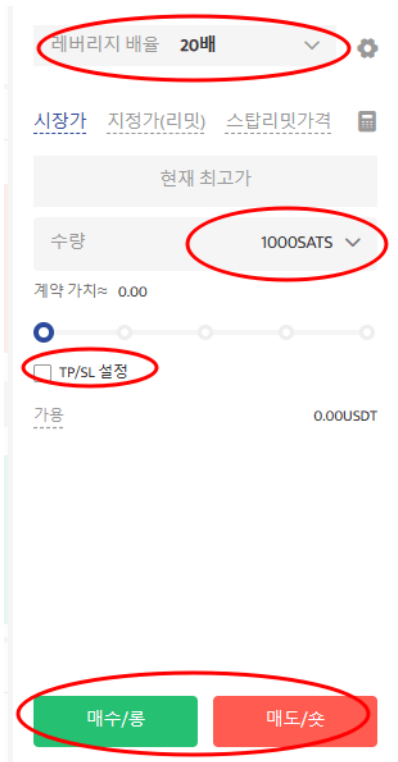 레버리지 배율 20배
시장가 지정가(리밋) 스탑리밋가격
현재 최고가
수량 1000SATS
계약 가치≈ 0.00
TP/SL 설정
가용 0.00USDT
매수/롱 매도/숏